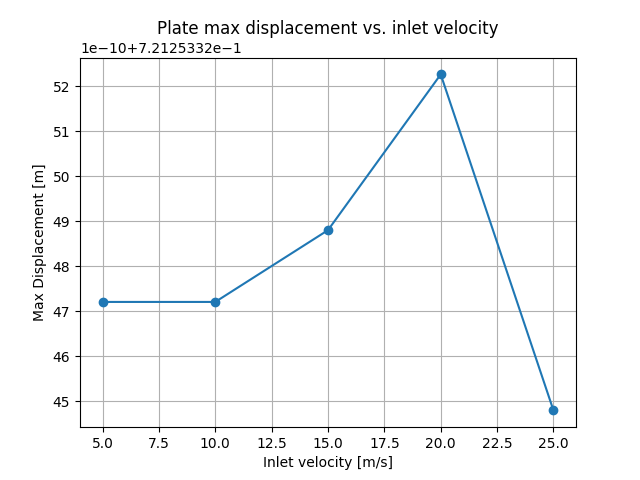 Plate max displacement vs. inlet velocity
1e−10+7.2125332e−1
52
51
50
49
48
47
46
45
Max Displacement [m]
5.0 7.5 10.0 12.5 15.0 17.5 20.0 22.5 25.0
Inlet velocity [m/s]